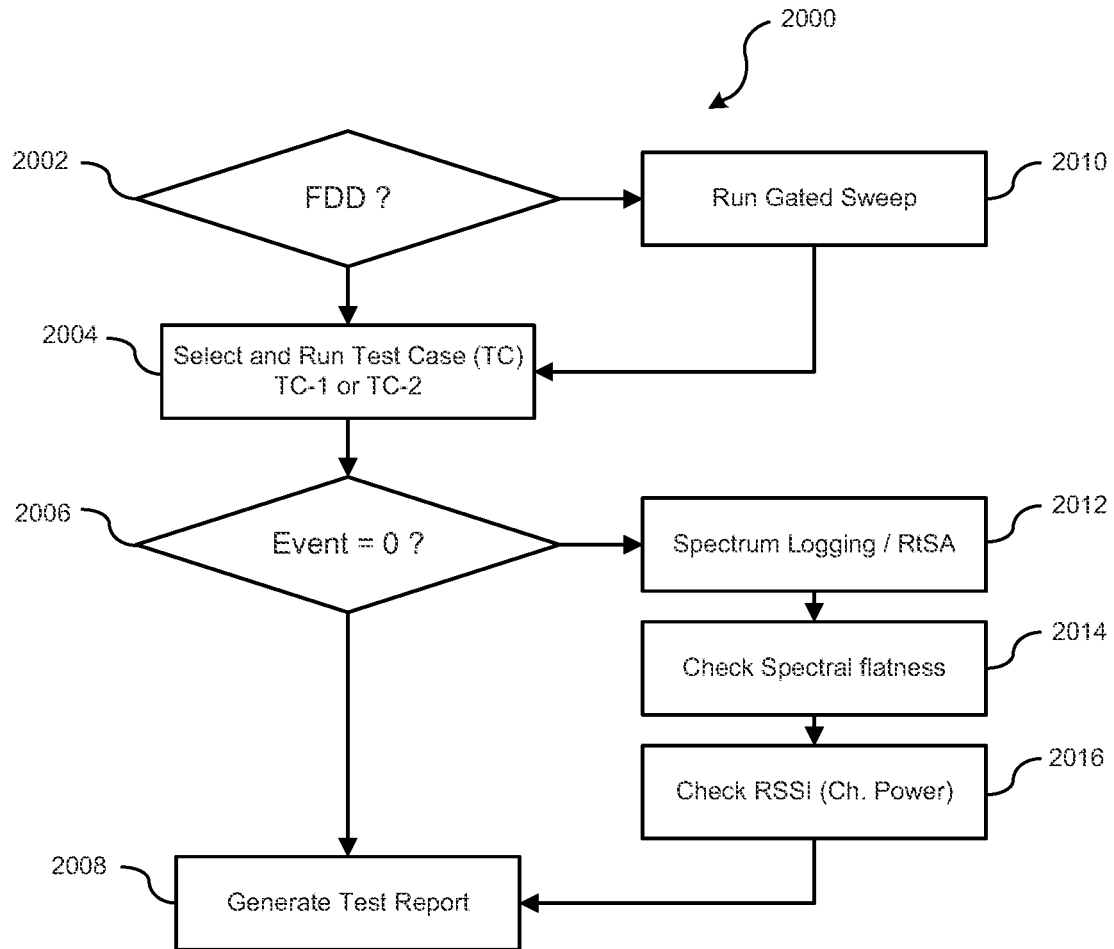 2000
2002
FDD ?
Run Gated Sweep
2010
2004
Select and Run Test Case (TC)
TC-1 or TC-2
2006
Event = 0 ?
Spectrum Logging / RtSA
2012
Check Spectral flatness
2014
Check RSSI (Ch. Power)
2016
2008
Generate Test Report